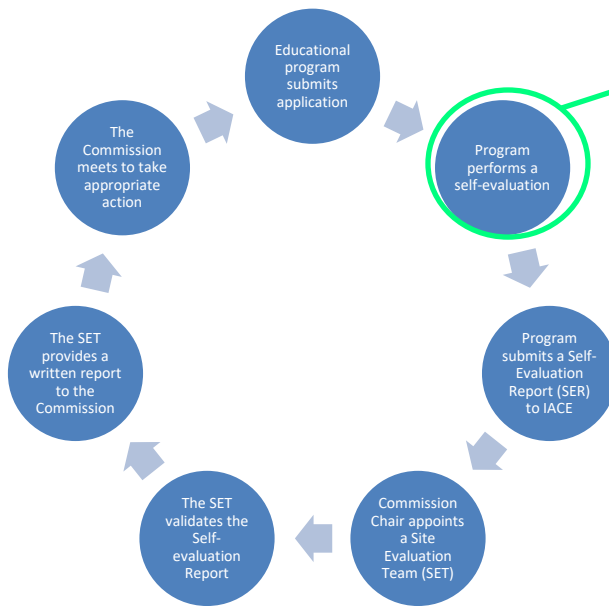 Educational
program
submits
application
Program
performs a
self-evaluation
Program
submits a Self-
Evaluation
Report (SER)
to IACE
Commission
Chair appoints
a Site
Evaluation
Team (SET)
The SET
validates the
Self-
evaluation
Report
The SET
provides a
written report
to the
Commission
The
Commission
meets to take
appropriate
action